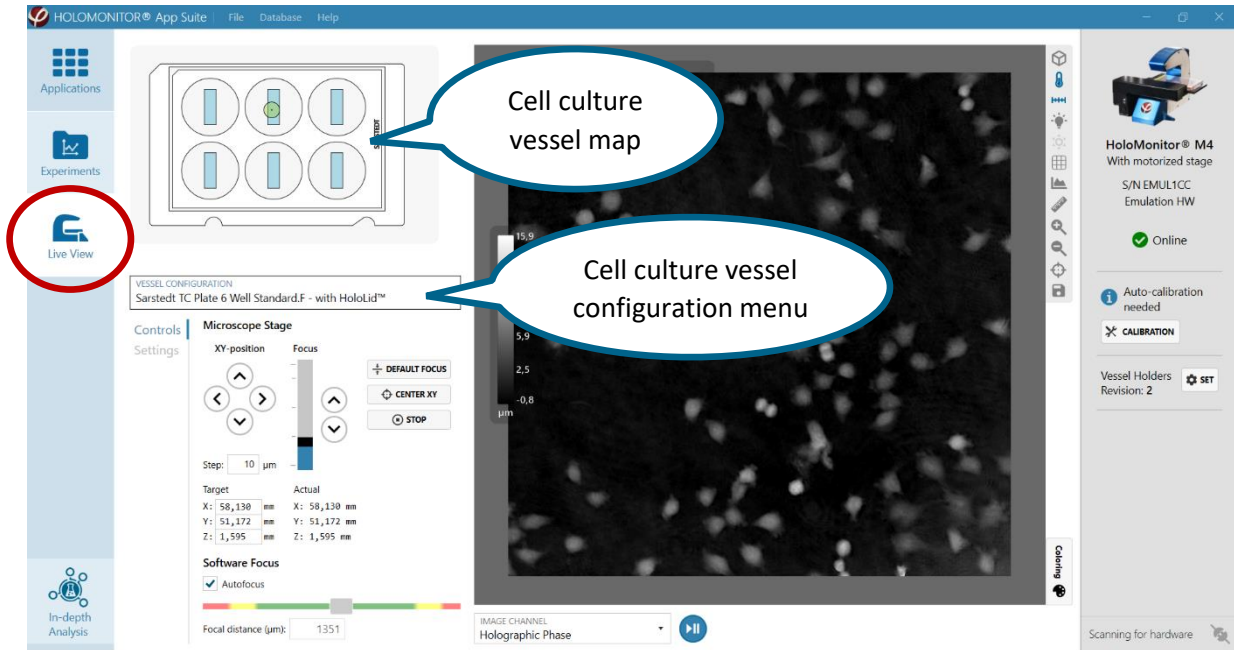 HOLOMONITOR® App Suite File Database Help
Applications
Experiments
Live View
In-depth
Analysis
SARSTEDT
Cell culture
vessel map
Cell culture vessel
configuration menu
VESSEL CONFIGURATION
Sarstedt TC Plate 6 Well Standard.F - with HoloLid™
Controls
Settings
Microscope Stage
XY-position Focus
DEFAULT FOCUS
CENTER XY
STOP
Step: 10 µm
Target Actual
X: 58,130 mm X: 58,130 mm
Y: 51,172 mm Y: 51,172 mm
Z: 1,595 mm Z: 1,595 mm
Software Focus
Autofocus
Focal distance (µm): 1351
15,9
5,9
2,5
-0,8
µm
IMAGE CHANNEL
Holographic Phase
Coloring
HoloMonitor® M4
With motorized stage
S/N EMUL1CC
Emulation HW
Online
Auto-calibration
needed
CALIBRATION
Vessel Holders
Revision: 2
SET
Scanning for hardware